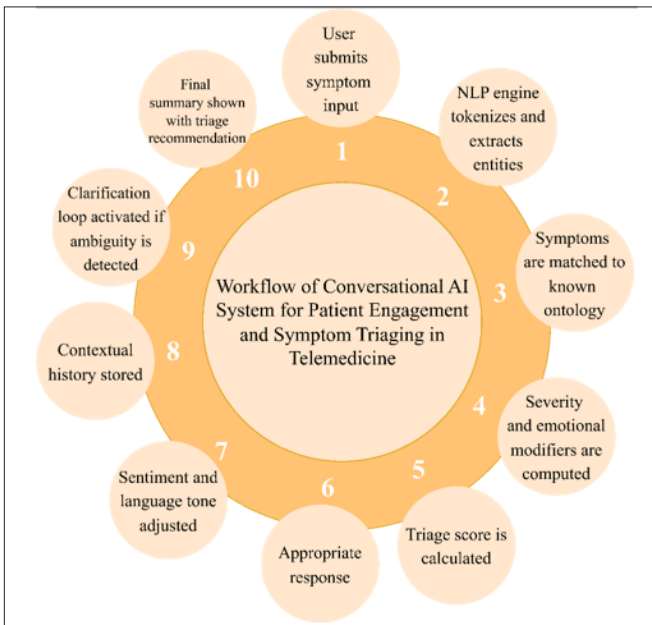 User
submits
symptom
input
1
NLP engine
tokenizes and
extracts
entities
2
Symptoms
are matched to
known
ontology
3
Severity
and emotional
modifiers are
computed
4
Triage score is
calculated
5
Appropriate
response
6
Sentiment and
language tone
adjusted
7
Contextual
history stored
8
Clarification
loop activated if
ambiguity is
detected
9
Final
summary shown
with triage
recommendation
10
Workflow of Conversational AI
System for Patient Engagement
and Symptom Triaging in
Telemedicine